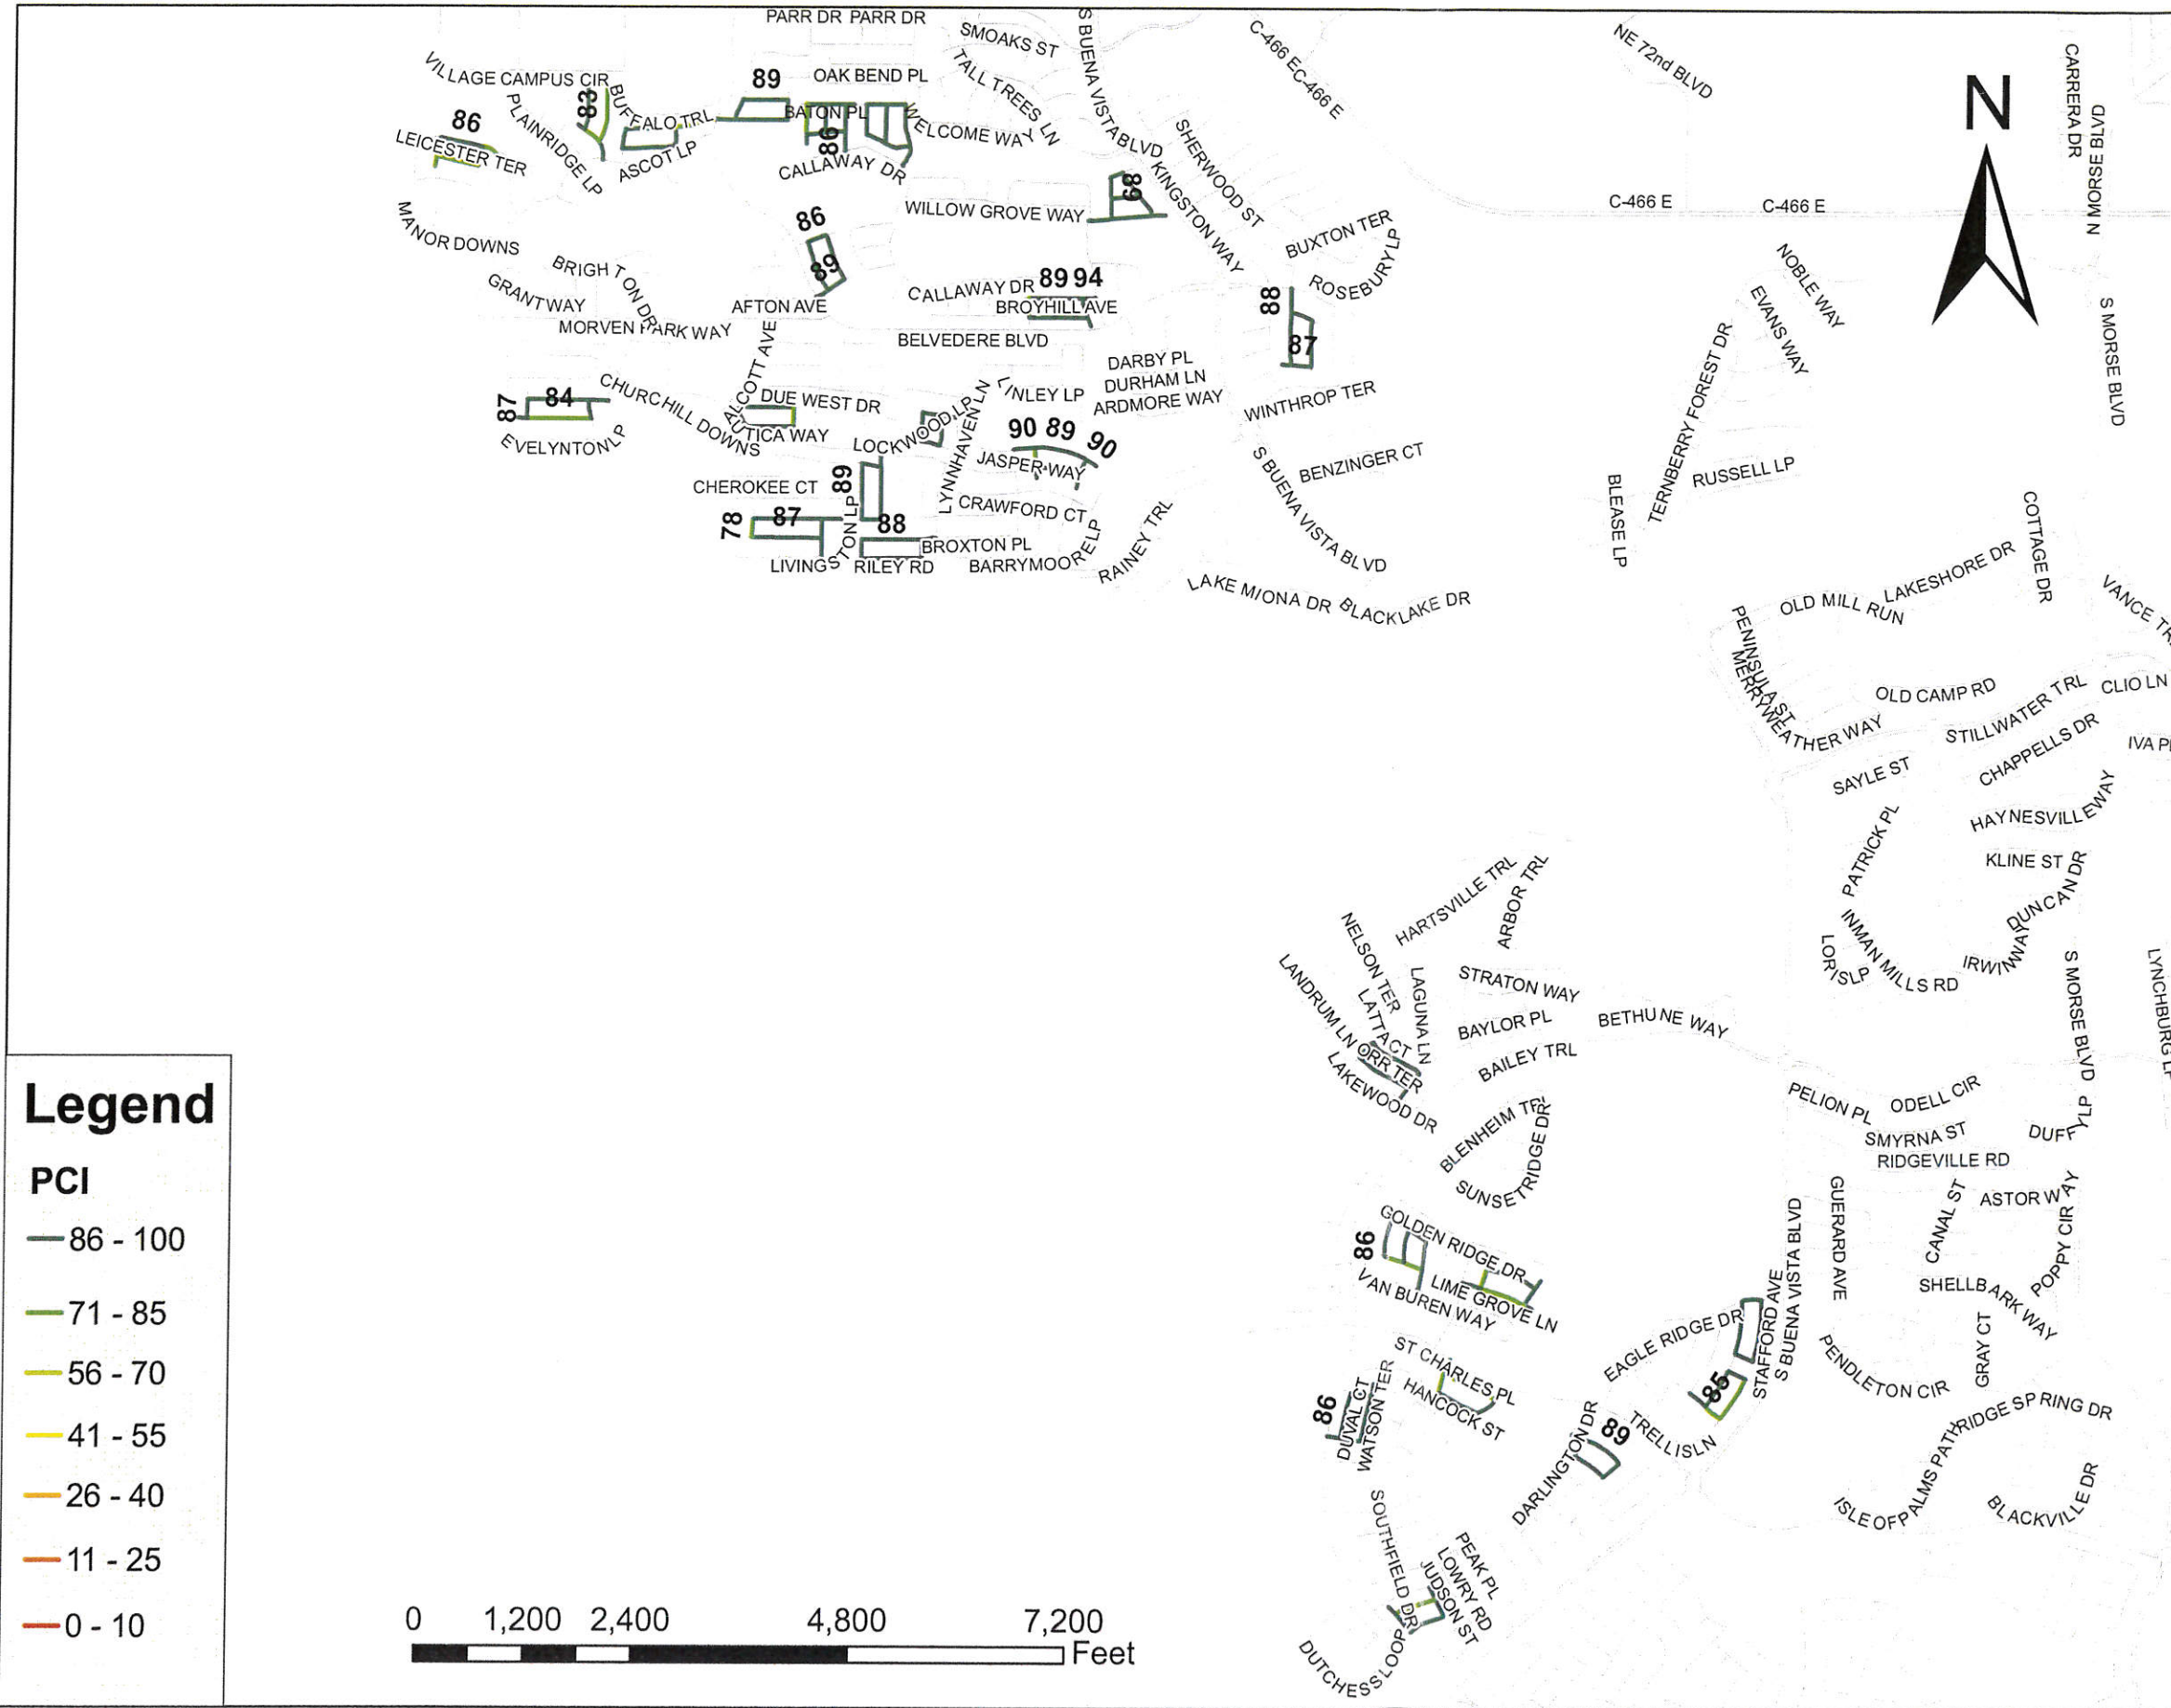 PARR DR PARR DR
SMOAKS ST
S BUENA VISTA BLVD
C-466 E
C-466 E
NE 72nd BLVD
CARRERA DR
N MORSE BLVD
N
VILLAGE CAMPUS CIR
BUFFALO TRL
89
OAK BEND PL
TALL TREES LN
83
PLAINRIDGE LP
86
LEICESTER TER
ASCOT LP
BATON PL
86
WELCOME WAY
CALLAWAY DR
SHERWOOD ST
KINGSTON WAY
89
WILLOW GROVE WAY
C-466 E
C-466 E
MANOR DOWNS
BRIGHTON DR
GRANT WAY
MORVEN PARK WAY
86
89
AFTON AVE
CALLAWAY DR
89 94
BROYHILL AVE
BELVEDERE BLVD
BUXTON TER
ROSEBURY LP
88
87
NOBLE WAY
EVANS WAY
S MORSE BLVD
TERNBERRY FOREST DR
ALCOTT AVE
DARBY PL
DURHAM LN
ARDMORE WAY
LINLEY LP
WINTHROP TER
87
84
EVELYNTON LP
CHURCHILL DOWNS
DUE WEST DR
UTICA WAY
LOCKWOOD LP
LYNNHAVEN LN
90 89 90
JASPER WAY
S BUENA VISTA BLVD
BENZINGER CT
BLEASE LP
RUSSELL LP
CHEROKEE CT
89
CRAWFORD CT
78
87
88
LIVINGSTON LP
RILEY RD
BROXTON PL
BARRYMOORE LP
RAINEY TRL
LAKE MIONA DR
BLACKLAKE DR
COTTAGE DR
LAKESHORE DR
OLD MILL RUN
VANCE TR
PENINSULA ST
MERRYWEATHER WAY
OLD CAMP RD
STILLWATER TRL
CLIO LN
CHAPPELLS DR
IVA P
SAYLE ST
HAYNESVILLE WAY
PATRICK PL
KLINE ST
DUNCAN DR
INMAN MILLS RD
LORIS LP
IRWIN WAY
S MORSE BLVD
LYNCHBURG L
HARTSVILLE TRL
ARBOR TRL
NELSON TER
LANDRUM LN
LATTA CT
LAGUNA LN
STRATON WAY
BAYLOR PL
BETHUNE WAY
BAILEY TRL
ORR TER
LAKEWOOD DR
BLENHEIM TRL
SUNSET RIDGE DR
PELION PL
ODELL CIR
SMYRNA ST
RIDGEVILLE RD
DUFFY LP
ASTOR WAY
POPPY CIR
CANAL ST
GUERARD AVE
SHELLBARK WAY
GRAY CT
PENDLETON CIR
RIDGE SPRING DR
ISLE OF PALMS PATH
BLACKVILLE DR
GOLDEN RIDGE DR
86
LIME GROVE LN
VAN BUREN WAY
S BUENA VISTA BLVD
STAFFORD AVE
EAGLE RIDGE DR
85
ST CHARLES PL
HANCOCK ST
86
DUVAL CT
WATSON TER
DARLINGTON DR
89
TRELLIS LN
SOUTHFIELD DR
PEAK PL
LOWRY RD
JUDSON ST
DUTCHESS LOOP
Legend
PCI
86 - 100
71 - 85
56 - 70
41 - 55
26 - 40
11 - 25
0 - 10
0 1,200 2,400 4,800 7,200
Feet